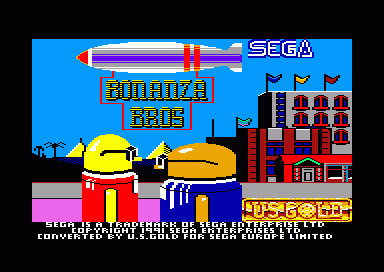 SEGA
BONANZA
BROS
U.S. GOLD
SEGA IS A TRADEMARK OF SEGA ENTERPRISE LTD
COPYRIGHT 1991 SEGA ENTERPRISES LTD
CONVERTED BY U.S.GOLD FOR SEGA EUROPE LIMITED